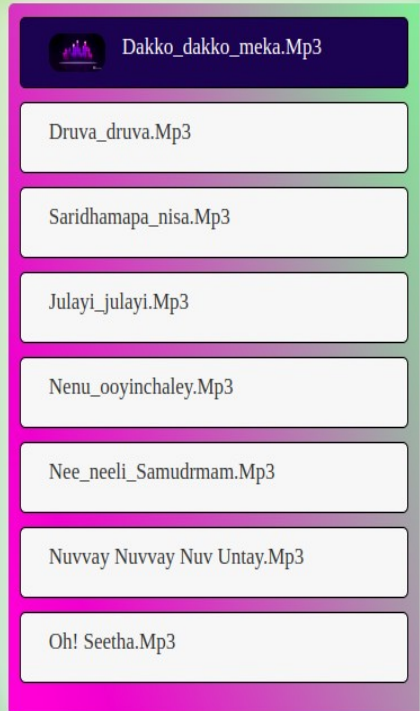 Dakko_dakko_meka.Mp3
Druva_druva.Mp3
Saridhamapa_nisa.Mp3
Julayi_julayi.Mp3
Nenu_ooyinchaley.Mp3
Nee_neeli_Samudrmam.Mp3
Nuvvay Nuvvay Nuv Untay.Mp3
Oh! Seetha.Mp3